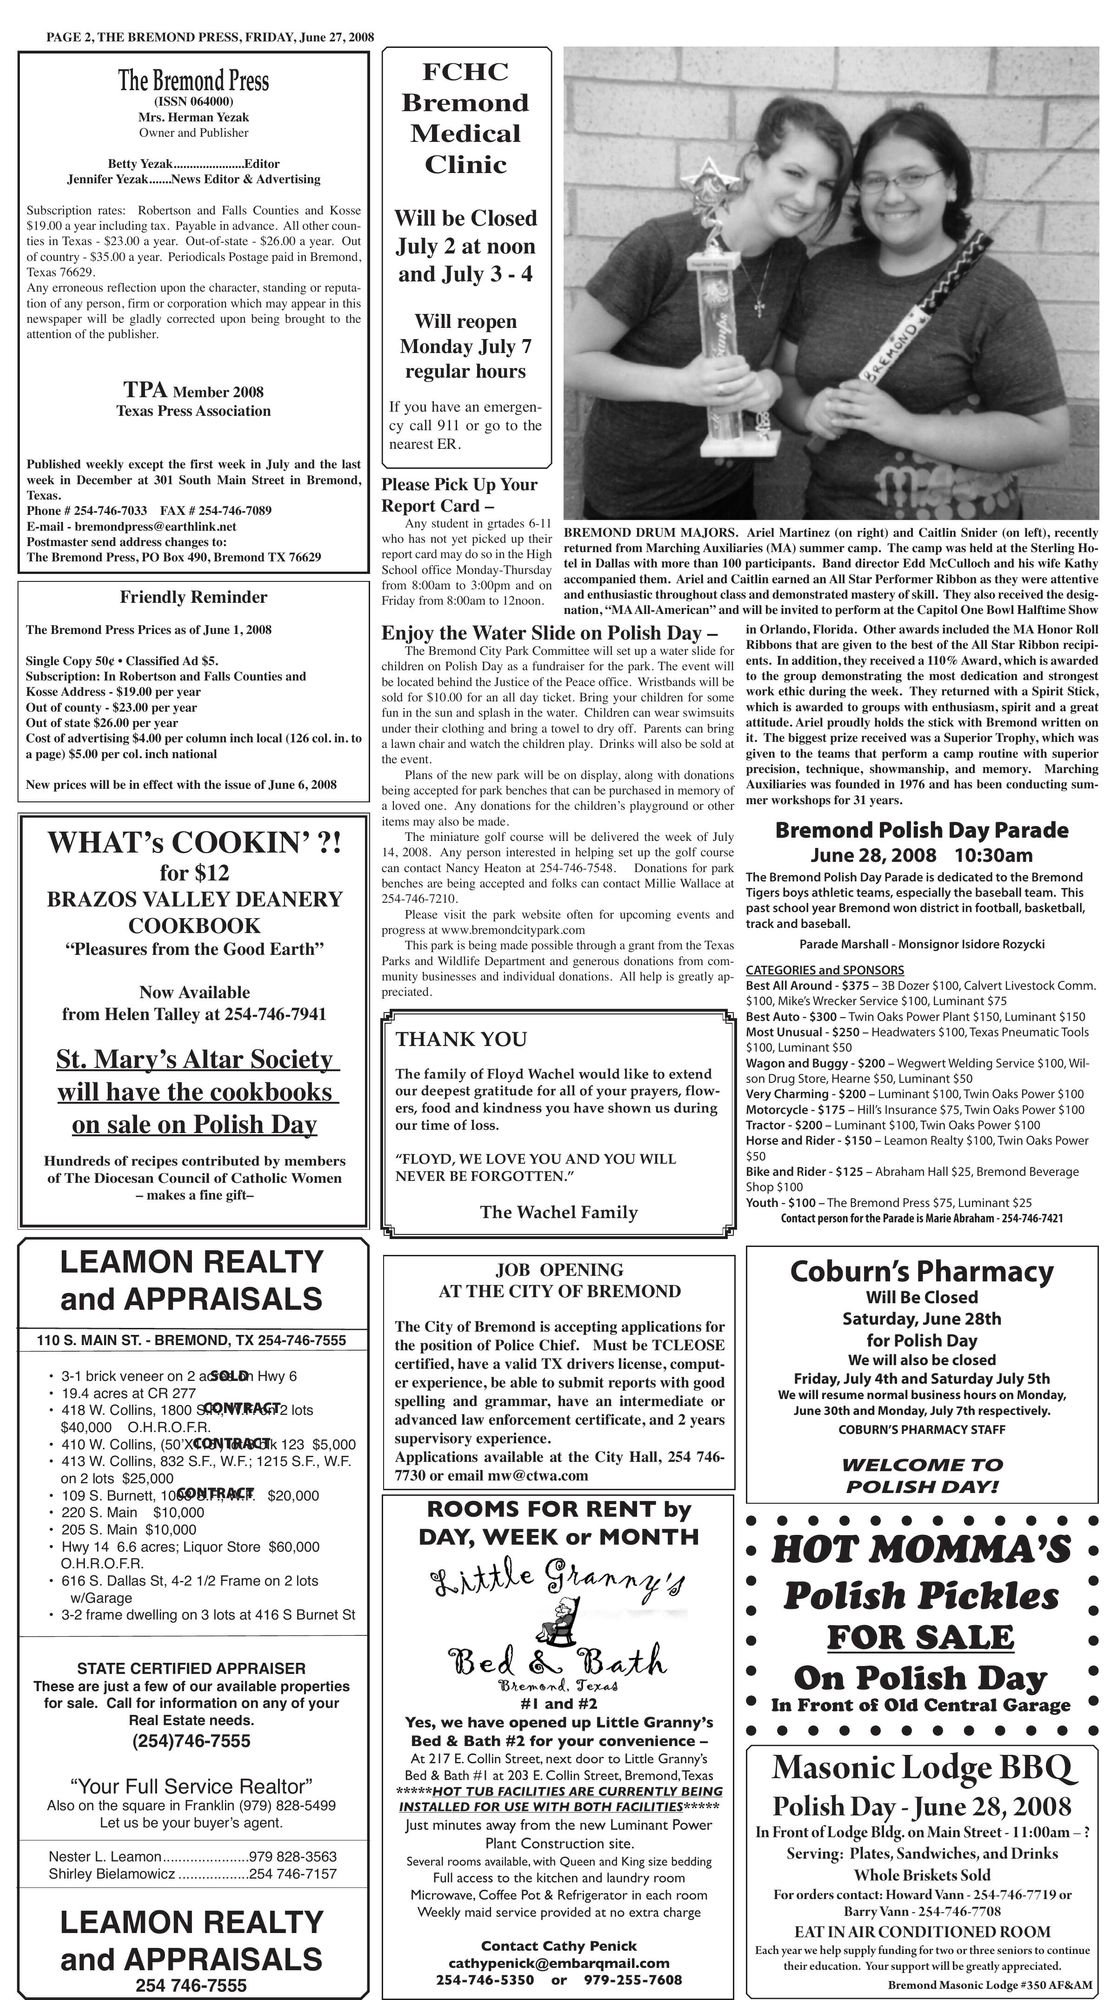 PAGE 2, THE BREMOND PRESS, FRIDAY, June 27, 2008
The Bremond Press
(ISSN 064000)
Mrs. Herman Yezak
Owner and Publisher
Betty Yezak......................Editor
Jennifer Yezak.......News Editor & Advertising
Subscription rates: Robertson and Falls Counties and Kosse
$19.00 a year including tax. Payable in advance. All other coun-
ties in Texas - $23.00 a year. Out-of-state - $26.00 a year. Out
of country - $35.00 a year. Periodicals Postage paid in Bremond,
Texas 76629.
Any erroneous reflection upon the character, standing or reputa-
tion of any person, firm or corporation which may appear in this
newspaper will be gladly corrected upon being brought to the
attention of the publisher.
TPA Member 2008
Texas Press Association
Published weekly except the first week in July and the last
week in December at 301 South Main Street in Bremond,
Texas.
Phone # 254-746-7033 FAX # 254-746-7089
E-mail - bremondpress@earthlink.net
Postmaster send address changes to:
The Bremond Press, PO Box 490, Bremond TX 76629
Friendly Reminder
The Bremond Press Prices as of June 1, 2008
Single Copy 50¢ • Classified Ad $5.
Subscription: In Robertson and Falls Counties and
Kosse Address - $19.00 per year
Out of county - $23.00 per year
Out of state $26.00 per year
Cost of advertising $4.00 per column inch local (126 col. in. to
a page) $5.00 per col. inch national
New prices will be in effect with the issue of June 6, 2008
WHAT's COOKIN' ?!
for $12
BRAZOS VALLEY DEANERY
COOKBOOK
"Pleasures from the Good Earth"
Now Available
from Helen Talley at 254-746-7941
St. Mary's Altar Society
will have the cookbooks
on sale on Polish Day
Hundreds of recipes contributed by members
of The Diocesan Council of Catholic Women
– makes a fine gift–
LEAMON REALTY
and APPRAISALS
110 S. MAIN ST. - BREMOND, TX 254-746-7555
• 3-1 brick veneer on 2 acres on Hwy 6 SOLD
• 19.4 acres at CR 277
• 418 W. Collins, 1800 S.F., W.F. on 2 lots CONTRACT
$40,000 O.H.R.O.F.R.
• 410 W. Collins, (50'X CONTRACT blk 123 $5,000
• 413 W. Collins, 832 S.F., W.F.; 1215 S.F., W.F.
on 2 lots $25,000
• 109 S. Burnett, CONTRACT $20,000
• 220 S. Main $10,000
• 205 S. Main $10,000
• Hwy 14 6.6 acres; Liquor Store $60,000
O.H.R.O.F.R.
• 616 S. Dallas St, 4-2 1/2 Frame on 2 lots
w/Garage
• 3-2 frame dwelling on 3 lots at 416 S Burnet St
STATE CERTIFIED APPRAISER
These are just a few of our available properties
for sale. Call for information on any of your
Real Estate needs.
(254)746-7555
"Your Full Service Realtor"
Also on the square in Franklin (979) 828-5499
Let us be your buyer's agent.
Nester L. Leamon......................979 828-3563
Shirley Bielamowicz ..................254 746-7157
LEAMON REALTY
and APPRAISALS
254 746-7555
FCHC
Bremond
Medical
Clinic
Will be Closed
July 2 at noon
and July 3 - 4
Will reopen
Monday July 7
regular hours
If you have an emergen-
cy call 911 or go to the
nearest ER.
Please Pick Up Your
Report Card –
Any student in grtades 6-11
who has not yet picked up their
report card may do so in the High
School office Monday-Thursday
from 8:00am to 3:00pm and on
Friday from 8:00am to 12noon.
Enjoy the Water Slide on Polish Day –
The Bremond City Park Committee will set up a water slide for
children on Polish Day as a fundraiser for the park. The event will
be located behind the Justice of the Peace office. Wristbands will be
sold for $10.00 for an all day ticket. Bring your children for some
fun in the sun and splash in the water. Children can wear swimsuits
under their clothing and bring a towel to dry off. Parents can bring
a lawn chair and watch the children play. Drinks will also be sold at
the event.
Plans of the new park will be on display, along with donations
being accepted for park benches that can be purchased in memory of
a loved one. Any donations for the children's playground or other
items may also be made.
The miniature golf course will be delivered the week of July
14, 2008. Any person interested in helping set up the golf course
can contact Nancy Heaton at 254-746-7548. Donations for park
benches are being accepted and folks can contact Millie Wallace at
254-746-7210.
Please visit the park website often for upcoming events and
progress at www.bremondcitypark.com
This park is being made possible through a grant from the Texas
Parks and Wildlife Department and generous donations from com-
munity businesses and individual donations. All help is greatly ap-
preciated.
THANK YOU
The family of Floyd Wachel would like to extend
our deepest gratitude for all of your prayers, flow-
ers, food and kindness you have shown us during
our time of loss.
"FLOYD, WE LOVE YOU AND YOU WILL
NEVER BE FORGOTTEN."
The Wachel Family
JOB OPENING
AT THE CITY OF BREMOND
The City of Bremond is accepting applications for
the position of Police Chief. Must be TCLEOSE
certified, have a valid TX drivers license, comput-
er experience, be able to submit reports with good
spelling and grammar, have an intermediate or
advanced law enforcement certificate, and 2 years
supervisory experience.
Applications available at the City Hall, 254 746-
7730 or email mw@ctwa.com
ROOMS FOR RENT by
DAY, WEEK or MONTH
Little Granny's
Bed & Bath
Bremond, Texas
#1 and #2
Yes, we have opened up Little Granny's
Bed & Bath #2 for your convenience –
At 217 E. Collin Street, next door to Little Granny's
Bed & Bath #1 at 203 E. Collin Street, Bremond, Texas
*****HOT TUB FACILITIES ARE CURRENTLY BEING
INSTALLED FOR USE WITH BOTH FACILITIES*****
Just minutes away from the new Luminant Power
Plant Construction site.
Several rooms available, with Queen and King size bedding
Full access to the kitchen and laundry room
Microwave, Coffee Pot & Refrigerator in each room
Weekly maid service provided at no extra charge
Contact Cathy Penick
cathypenick@embarqmail.com
254-746-5350 or 979-255-7608
BREMOND
BREMOND DRUM MAJORS. Ariel Martinez (on right) and Caitlin Snider (on left), recently
returned from Marching Auxiliaries (MA) summer camp. The camp was held at the Sterling Ho-
tel in Dallas with more than 100 participants. Band director Edd McCulloch and his wife Kathy
accompanied them. Ariel and Caitlin earned an All Star Performer Ribbon as they were attentive
and enthusiastic throughout class and demonstrated mastery of skill. They also received the desig-
nation, "MA All-American" and will be invited to perform at the Capitol One Bowl Halftime Show
in Orlando, Florida. Other awards included the MA Honor Roll
Ribbons that are given to the best of the All Star Ribbon recipi-
ents. In addition, they received a 110% Award, which is awarded
to the group demonstrating the most dedication and strongest
work ethic during the week. They returned with a Spirit Stick,
which is awarded to groups with enthusiasm, spirit and a great
attitude. Ariel proudly holds the stick with Bremond written on
it. The biggest prize received was a Superior Trophy, which was
given to the teams that perform a camp routine with superior
precision, technique, showmanship, and memory. Marching
Auxiliaries was founded in 1976 and has been conducting sum-
mer workshops for 31 years.
Bremond Polish Day Parade
June 28, 2008 10:30am
The Bremond Polish Day Parade is dedicated to the Bremond
Tigers boys athletic teams, especially the baseball team. This
past school year Bremond won district in football, basketball,
track and baseball.
Parade Marshall - Monsignor Isidore Rozycki
CATEGORIES and SPONSORS
Best All Around - $375 – 3B Dozer $100, Calvert Livestock Comm.
$100, Mike's Wrecker Service $100, Luminant $75
Best Auto - $300 – Twin Oaks Power Plant $150, Luminant $150
Most Unusual - $250 – Headwaters $100, Texas Pneumatic Tools
$100, Luminant $50
Wagon and Buggy - $200 – Wegwert Welding Service $100, Wil-
son Drug Store, Hearne $50, Luminant $50
Very Charming - $200 – Luminant $100, Twin Oaks Power $100
Motorcycle - $175 – Hill's Insurance $75, Twin Oaks Power $100
Tractor - $200 – Luminant $100, Twin Oaks Power $100
Horse and Rider - $150 – Leamon Realty $100, Twin Oaks Power
$50
Bike and Rider - $125 – Abraham Hall $25, Bremond Beverage
Shop $100
Youth - $100 – The Bremond Press $75, Luminant $25
Contact person for the Parade is Marie Abraham - 254-746-7421
Coburn's Pharmacy
Will Be Closed
Saturday, June 28th
for Polish Day
We will also be closed
Friday, July 4th and Saturday July 5th
We will resume normal business hours on Monday,
June 30th and Monday, July 7th respectively.
COBURN'S PHARMACY STAFF
WELCOME TO
POLISH DAY!
HOT MOMMA'S
Polish Pickles
FOR SALE
On Polish Day
In Front of Old Central Garage
Masonic Lodge BBQ
Polish Day - June 28, 2008
In Front of Lodge Bldg. on Main Street - 11:00am – ?
Serving: Plates, Sandwiches, and Drinks
Whole Briskets Sold
For orders contact: Howard Vann - 254-746-7719 or
Barry Vann - 254-746-7708
EAT IN AIR CONDITIONED ROOM
Each year we help supply funding for two or three seniors to continue
their education. Your support will be greatly appreciated.
Bremond Masonic Lodge #350 AF&AM